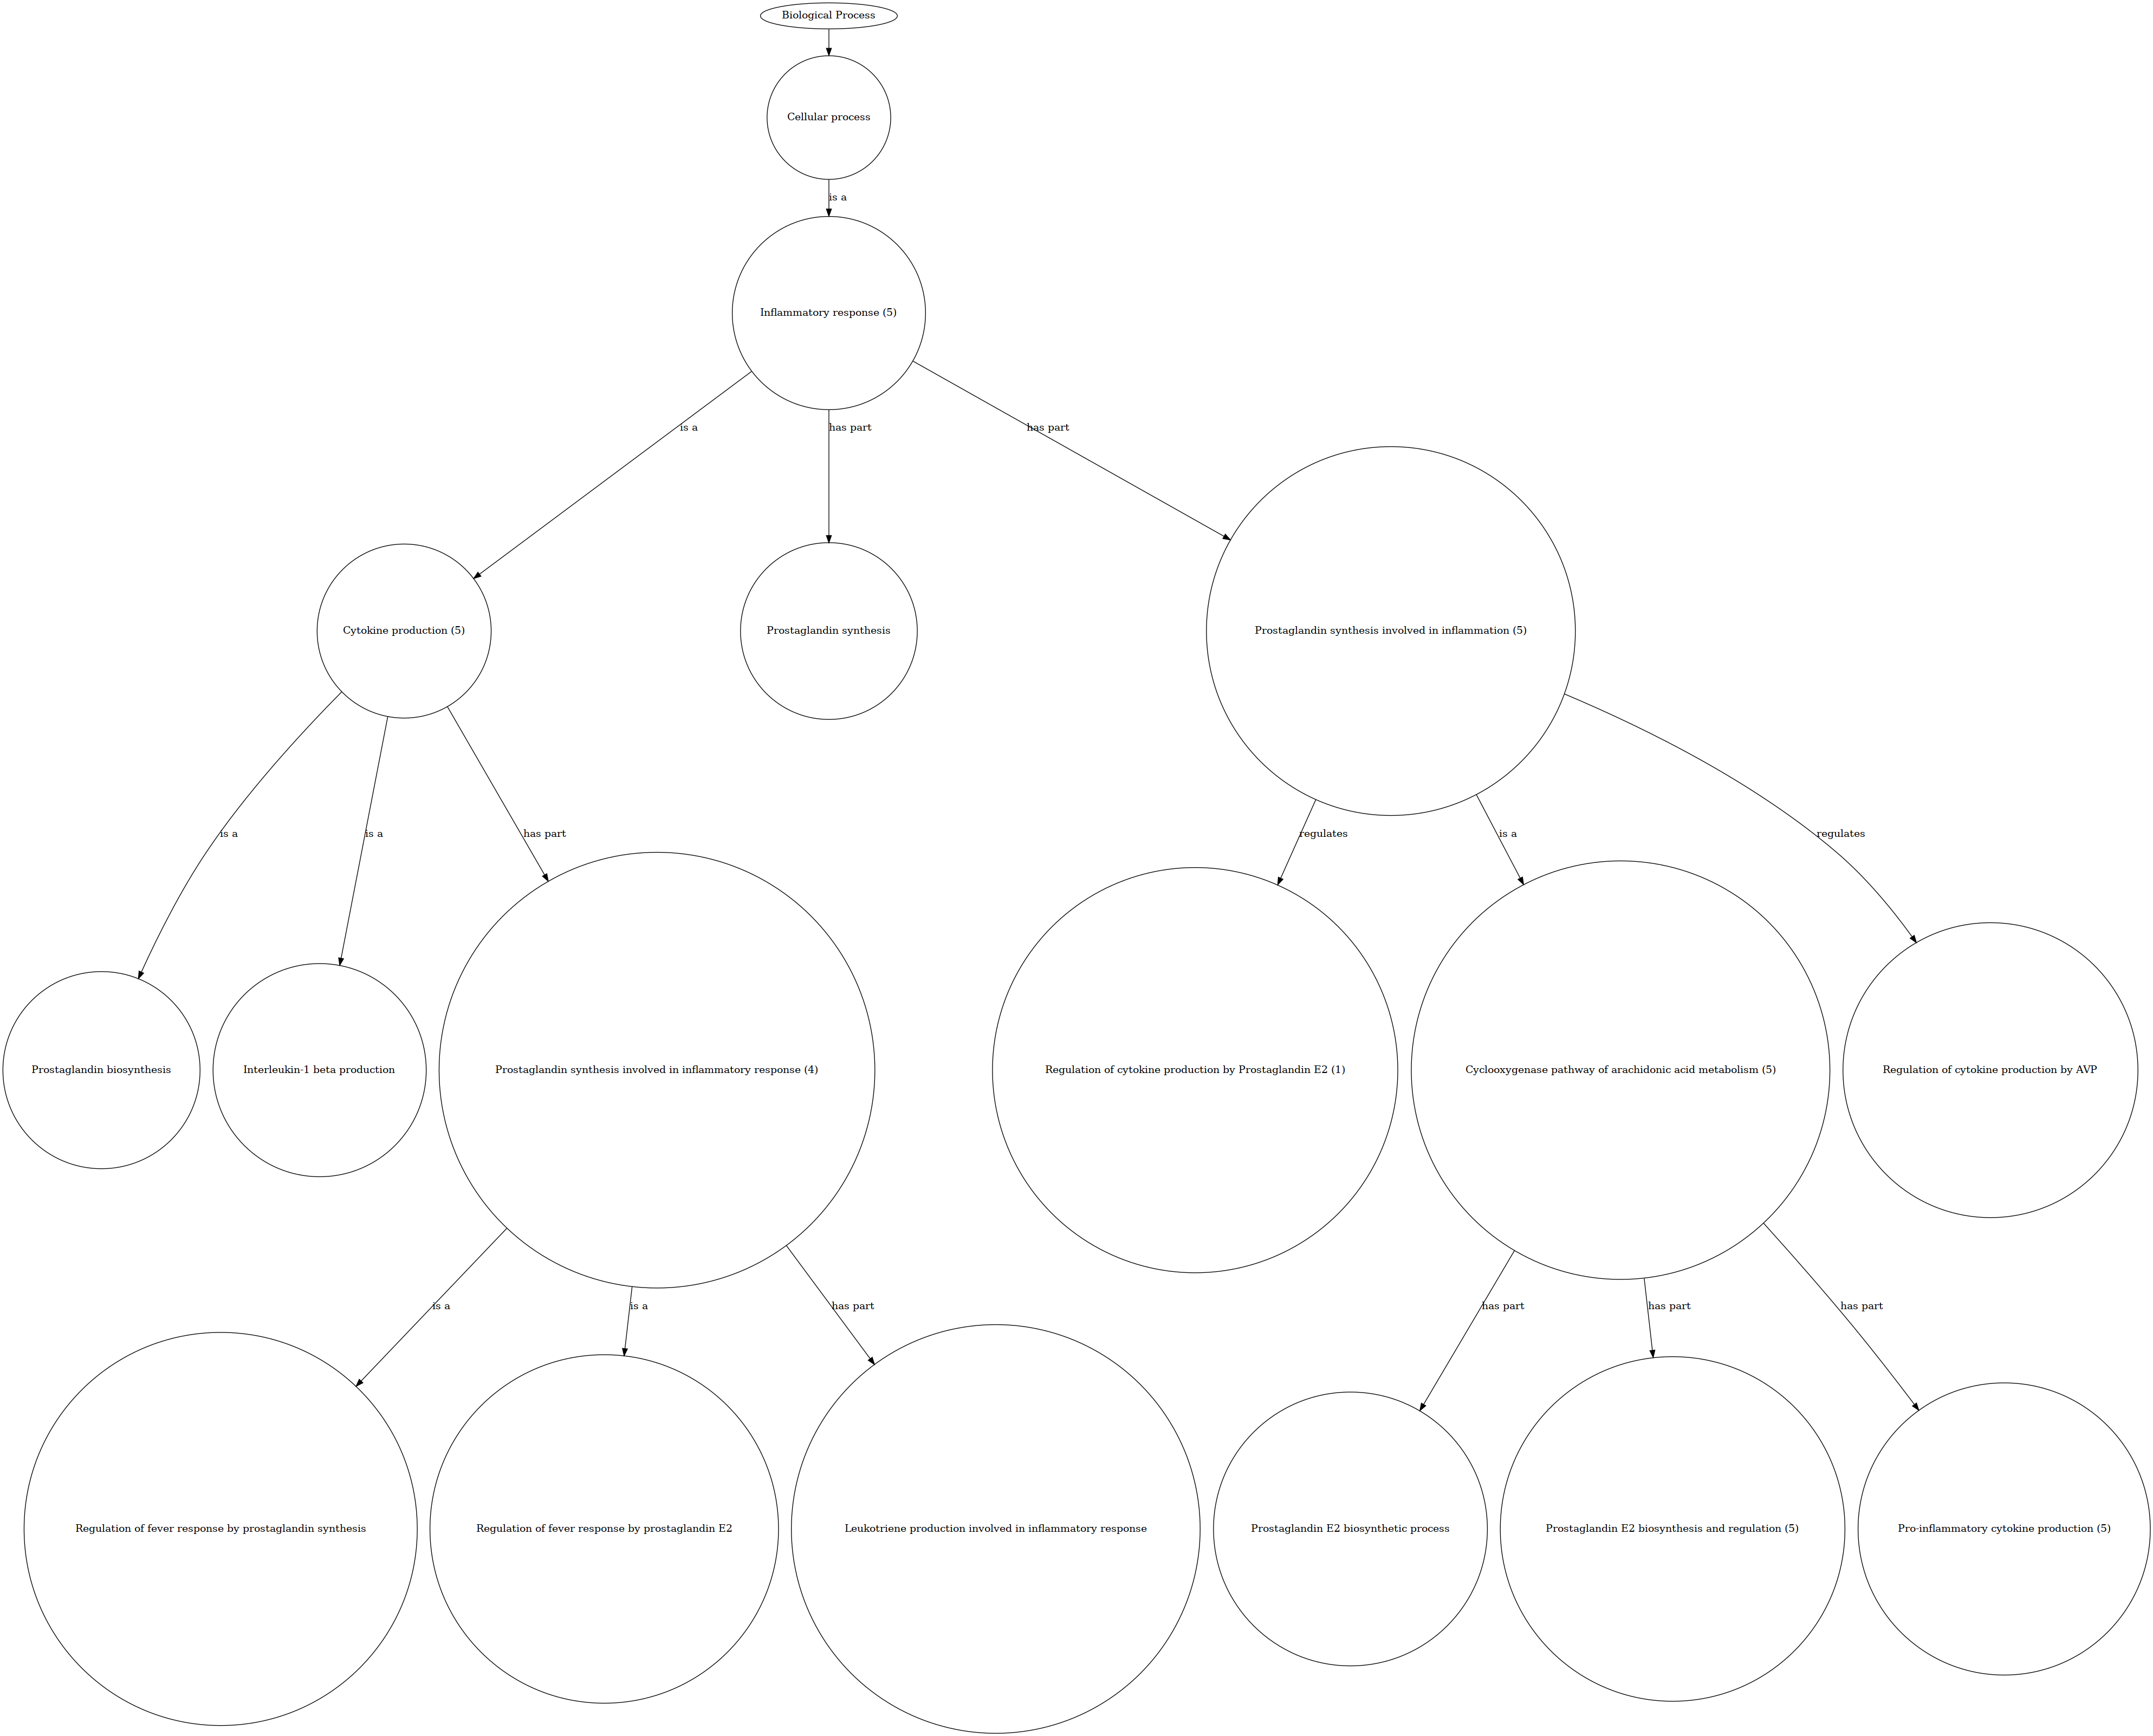 Biological Process
Cellular process
is a
Inflammatory response (5)
is a
has part
has part
Cytokine production (5)
Prostaglandin synthesis
Prostaglandin synthesis involved in inflammation (5)
is a
is a
has part
regulates
is a
regulates
Prostaglandin biosynthesis
Interleukin-1 beta production
Prostaglandin synthesis involved in inflammatory response (4)
Regulation of cytokine production by Prostaglandin E2 (1)
Cyclooxygenase pathway of arachidonic acid metabolism (5)
Regulation of cytokine production by AVP
is a
is a
has part
has part
has part
has part
Regulation of fever response by prostaglandin synthesis
Regulation of fever response by prostaglandin E2
Leukotriene production involved in inflammatory response
Prostaglandin E2 biosynthetic process
Prostaglandin E2 biosynthesis and regulation (5)
Pro-inflammatory cytokine production (5)